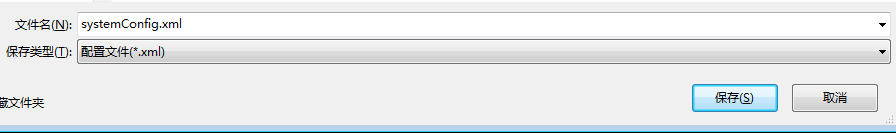 文件名(N): systemConfig.xml
保存类型(T): 配置文件(*.xml)
藏文件夹 保存(S) 取消